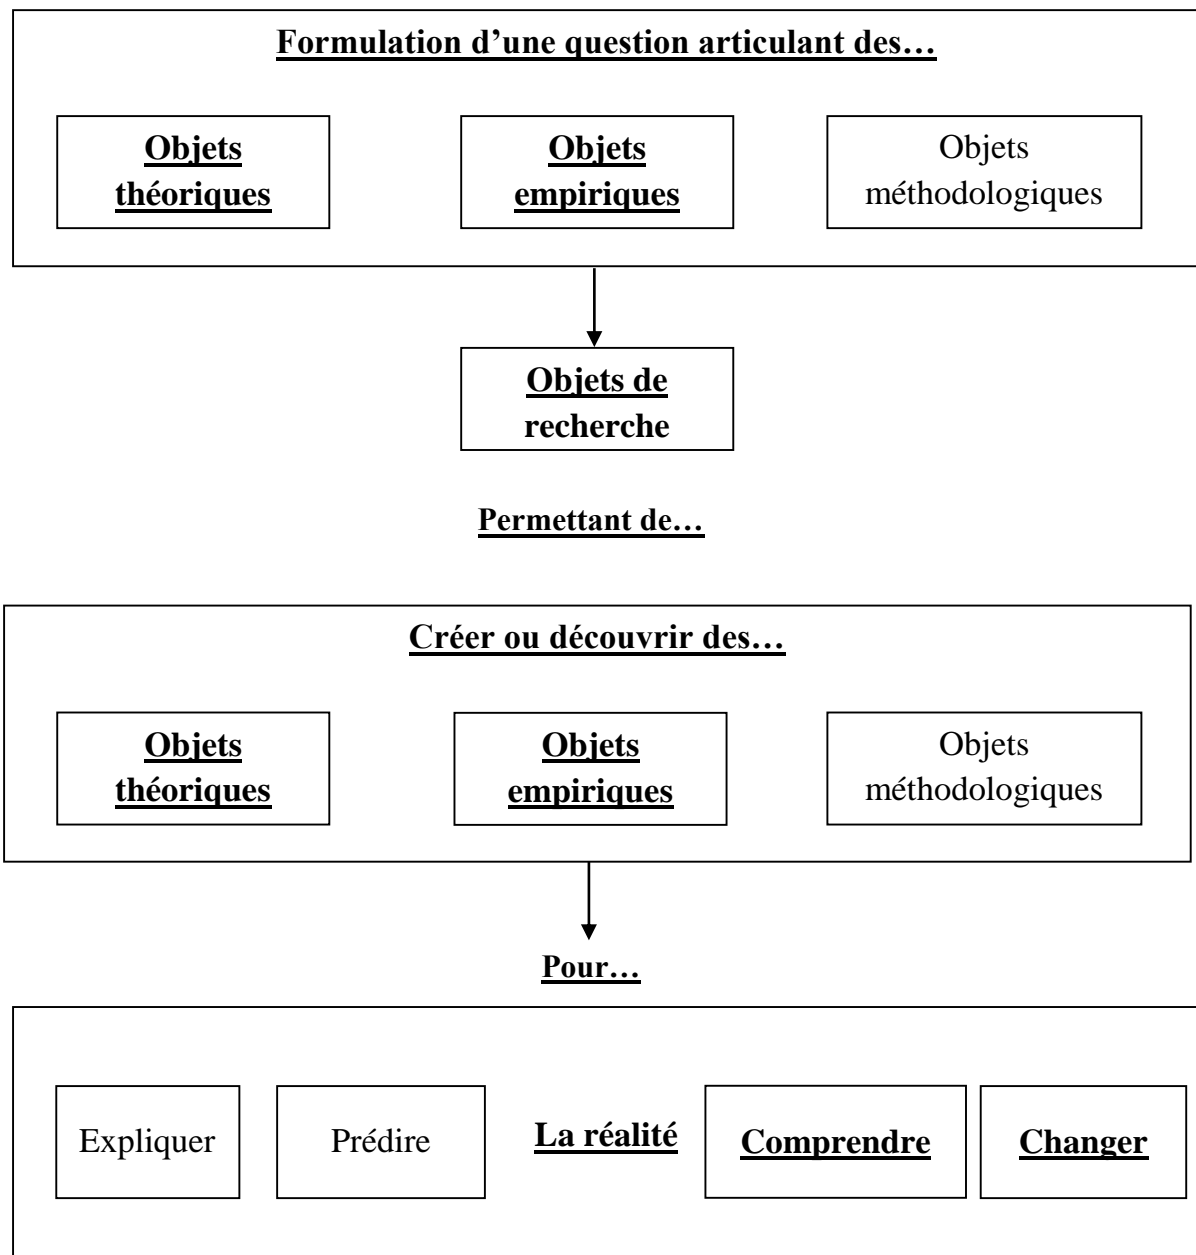 Formulation d’une question articulant des…
Objets
théoriques
Objets
empiriques
Objets
méthodologiques
Objets de
recherche
Permettant de…
Créer ou découvrir des…
Objets
théoriques
Objets
empiriques
Objets
méthodologiques
Pour…
Expliquer
Prédire
La réalité
Comprendre
Changer